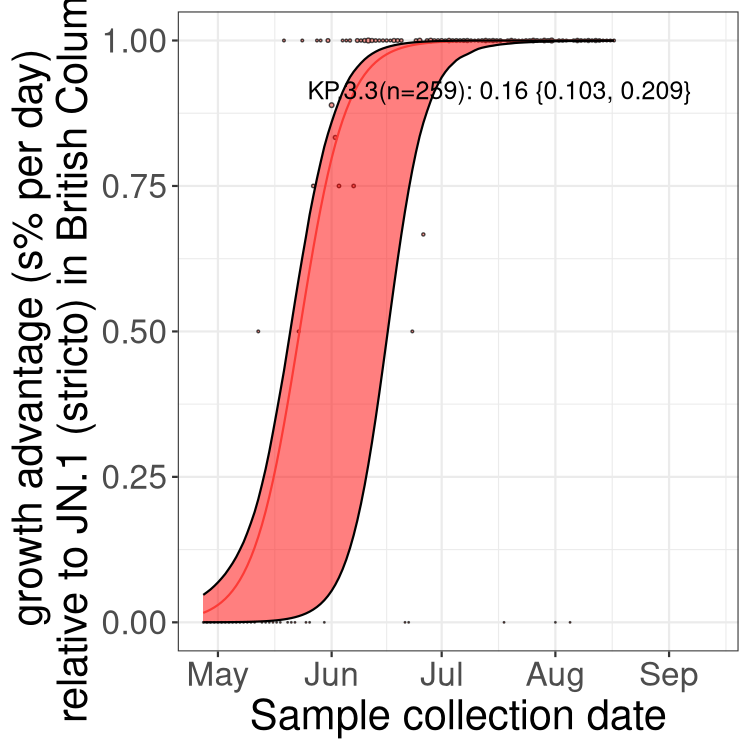 growth advantage (s% per day)
relative to JN.1 (stricto) in British Colum
1.00
0.75
0.50
0.25
0.00
KP.3.3(n=259): 0.16 {0.103, 0.209}
May Jun Jul Aug Sep
Sample collection date